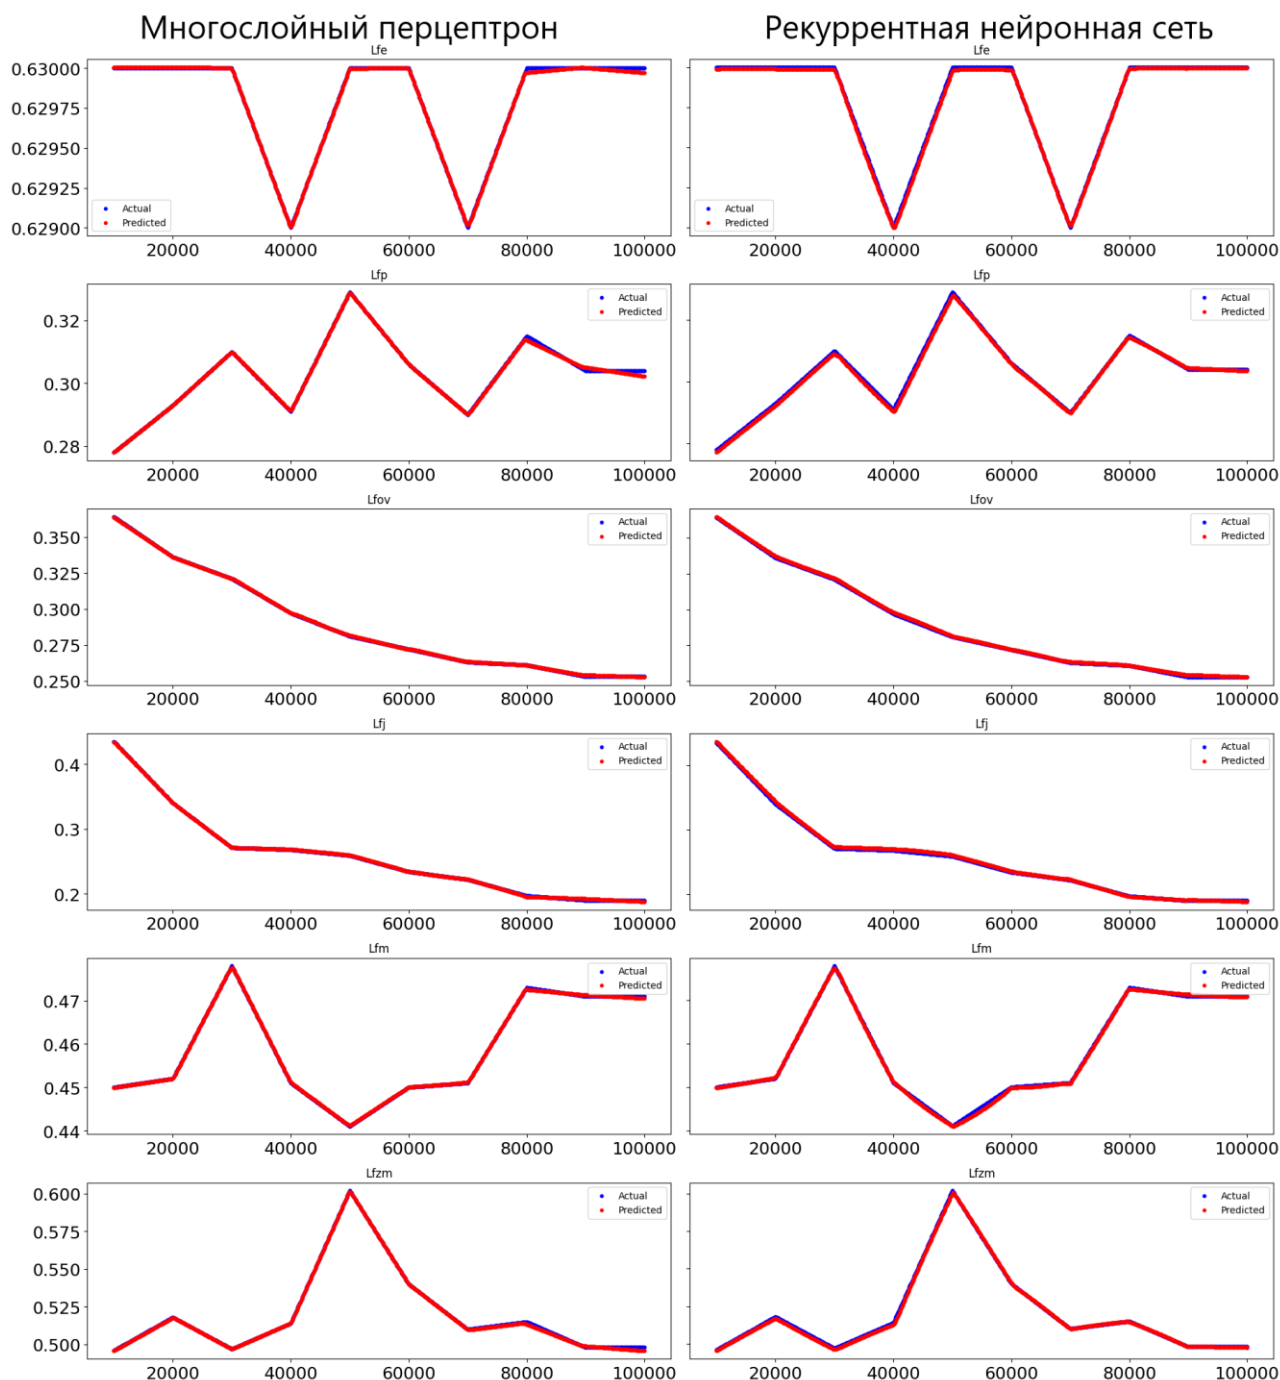 Многослойный перцептрон Рекуррентная нейронная сеть
Lfe Lfe
0.63000
0.62975
0.62950
0.62925
0.62900
Actual Actual
Predicted Predicted
20000 40000 60000 80000 100000 20000 40000 60000 80000 100000
Lfp Lfp
Actual Actual
Predicted Predicted
0.32
0.30
0.28
20000 40000 60000 80000 100000 20000 40000 60000 80000 100000
Lfov Lfov
Actual Actual
Predicted Predicted
0.350
0.325
0.300
0.275
0.250
20000 40000 60000 80000 100000 20000 40000 60000 80000 100000
Lfj Lfj
Actual Actual
Predicted Predicted
0.4
0.3
0.2
20000 40000 60000 80000 100000 20000 40000 60000 80000 100000
Lfm Lfm
Actual Actual
Predicted Predicted
0.47
0.46
0.45
0.44
20000 40000 60000 80000 100000 20000 40000 60000 80000 100000
Lfzm Lfzm
Actual Actual
Predicted Predicted
0.600
0.575
0.550
0.525
0.500
20000 40000 60000 80000 100000 20000 40000 60000 80000 100000